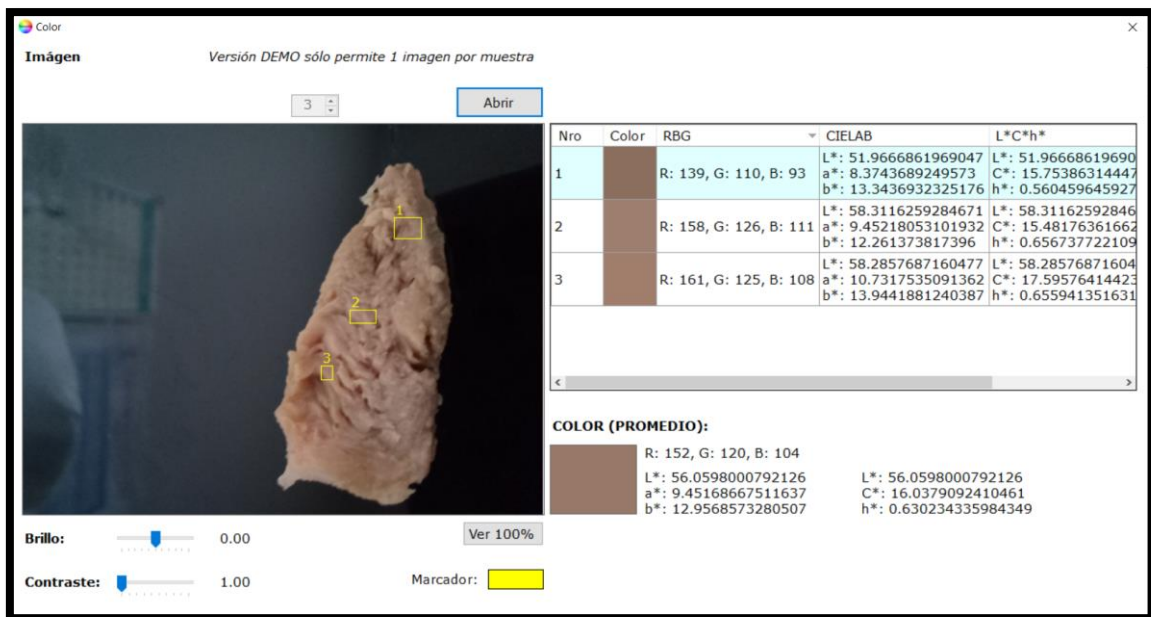 Color
Imágen Versión DEMO sólo permite 1 imagen por muestra
3 Abrir
Nro Color RBG CIELAB L*C*h*
1 R: 139, G: 110, B: 93
L*: 51.9666861969047 L*: 51.96668619690
a*: 8.3743689249573 C*: 15.75386314447
b*: 13.3436932325176 h*: 0.560459645927
2 R: 158, G: 126, B: 111
L*: 58.3116259284671 L*: 58.31162592846
a*: 9.45218053101932 C*: 15.48176361662
b*: 12.261373817396 h*: 0.656737722109
3 R: 161, G: 125, B: 108
L*: 58.2857687160477 L*: 58.28576871604
a*: 10.7317535091362 C*: 17.59576414423
b*: 13.9441881240387 h*: 0.655941351631
1
2
3
COLOR (PROMEDIO):
R: 152, G: 120, B: 104
L*: 56.0598000792126 L*: 56.0598000792126
a*: 9.45168667511637 C*: 16.0379092410461
b*: 12.9568573280507 h*: 0.630234335984349
Brillo: 0.00 Ver 100%
Contraste: 1.00 Marcador: